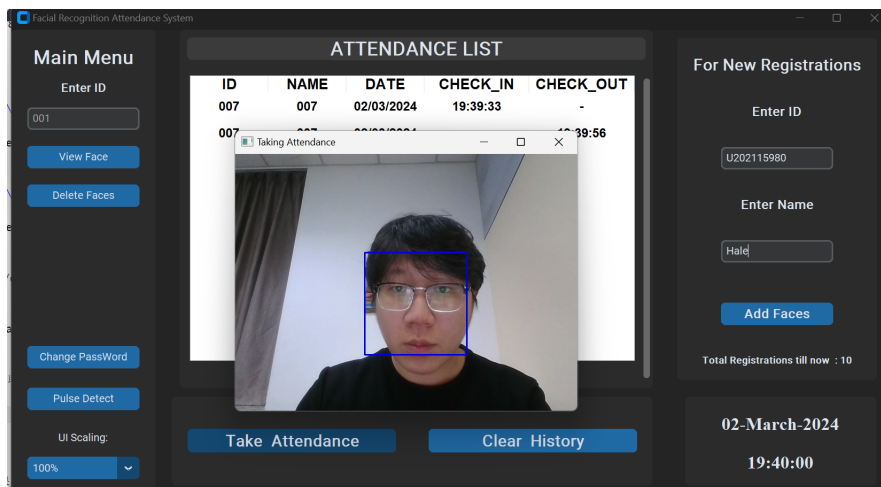 Facial Recognition Attendance System
Main Menu
Enter ID
001
View Face
Delete Faces
Change PassWord
Pulse Detect
UI Scaling:
100%
ATTENDANCE LIST
ID NAME DATE CHECK_IN CHECK_OUT
007 007 02/03/2024 19:39:33 -
Taking Attendance
Take Attendance
Clear History
For New Registrations
Enter ID
U202115980
Enter Name
Hale
Add Faces
Total Registrations till now : 10
02-March-2024
19:40:00